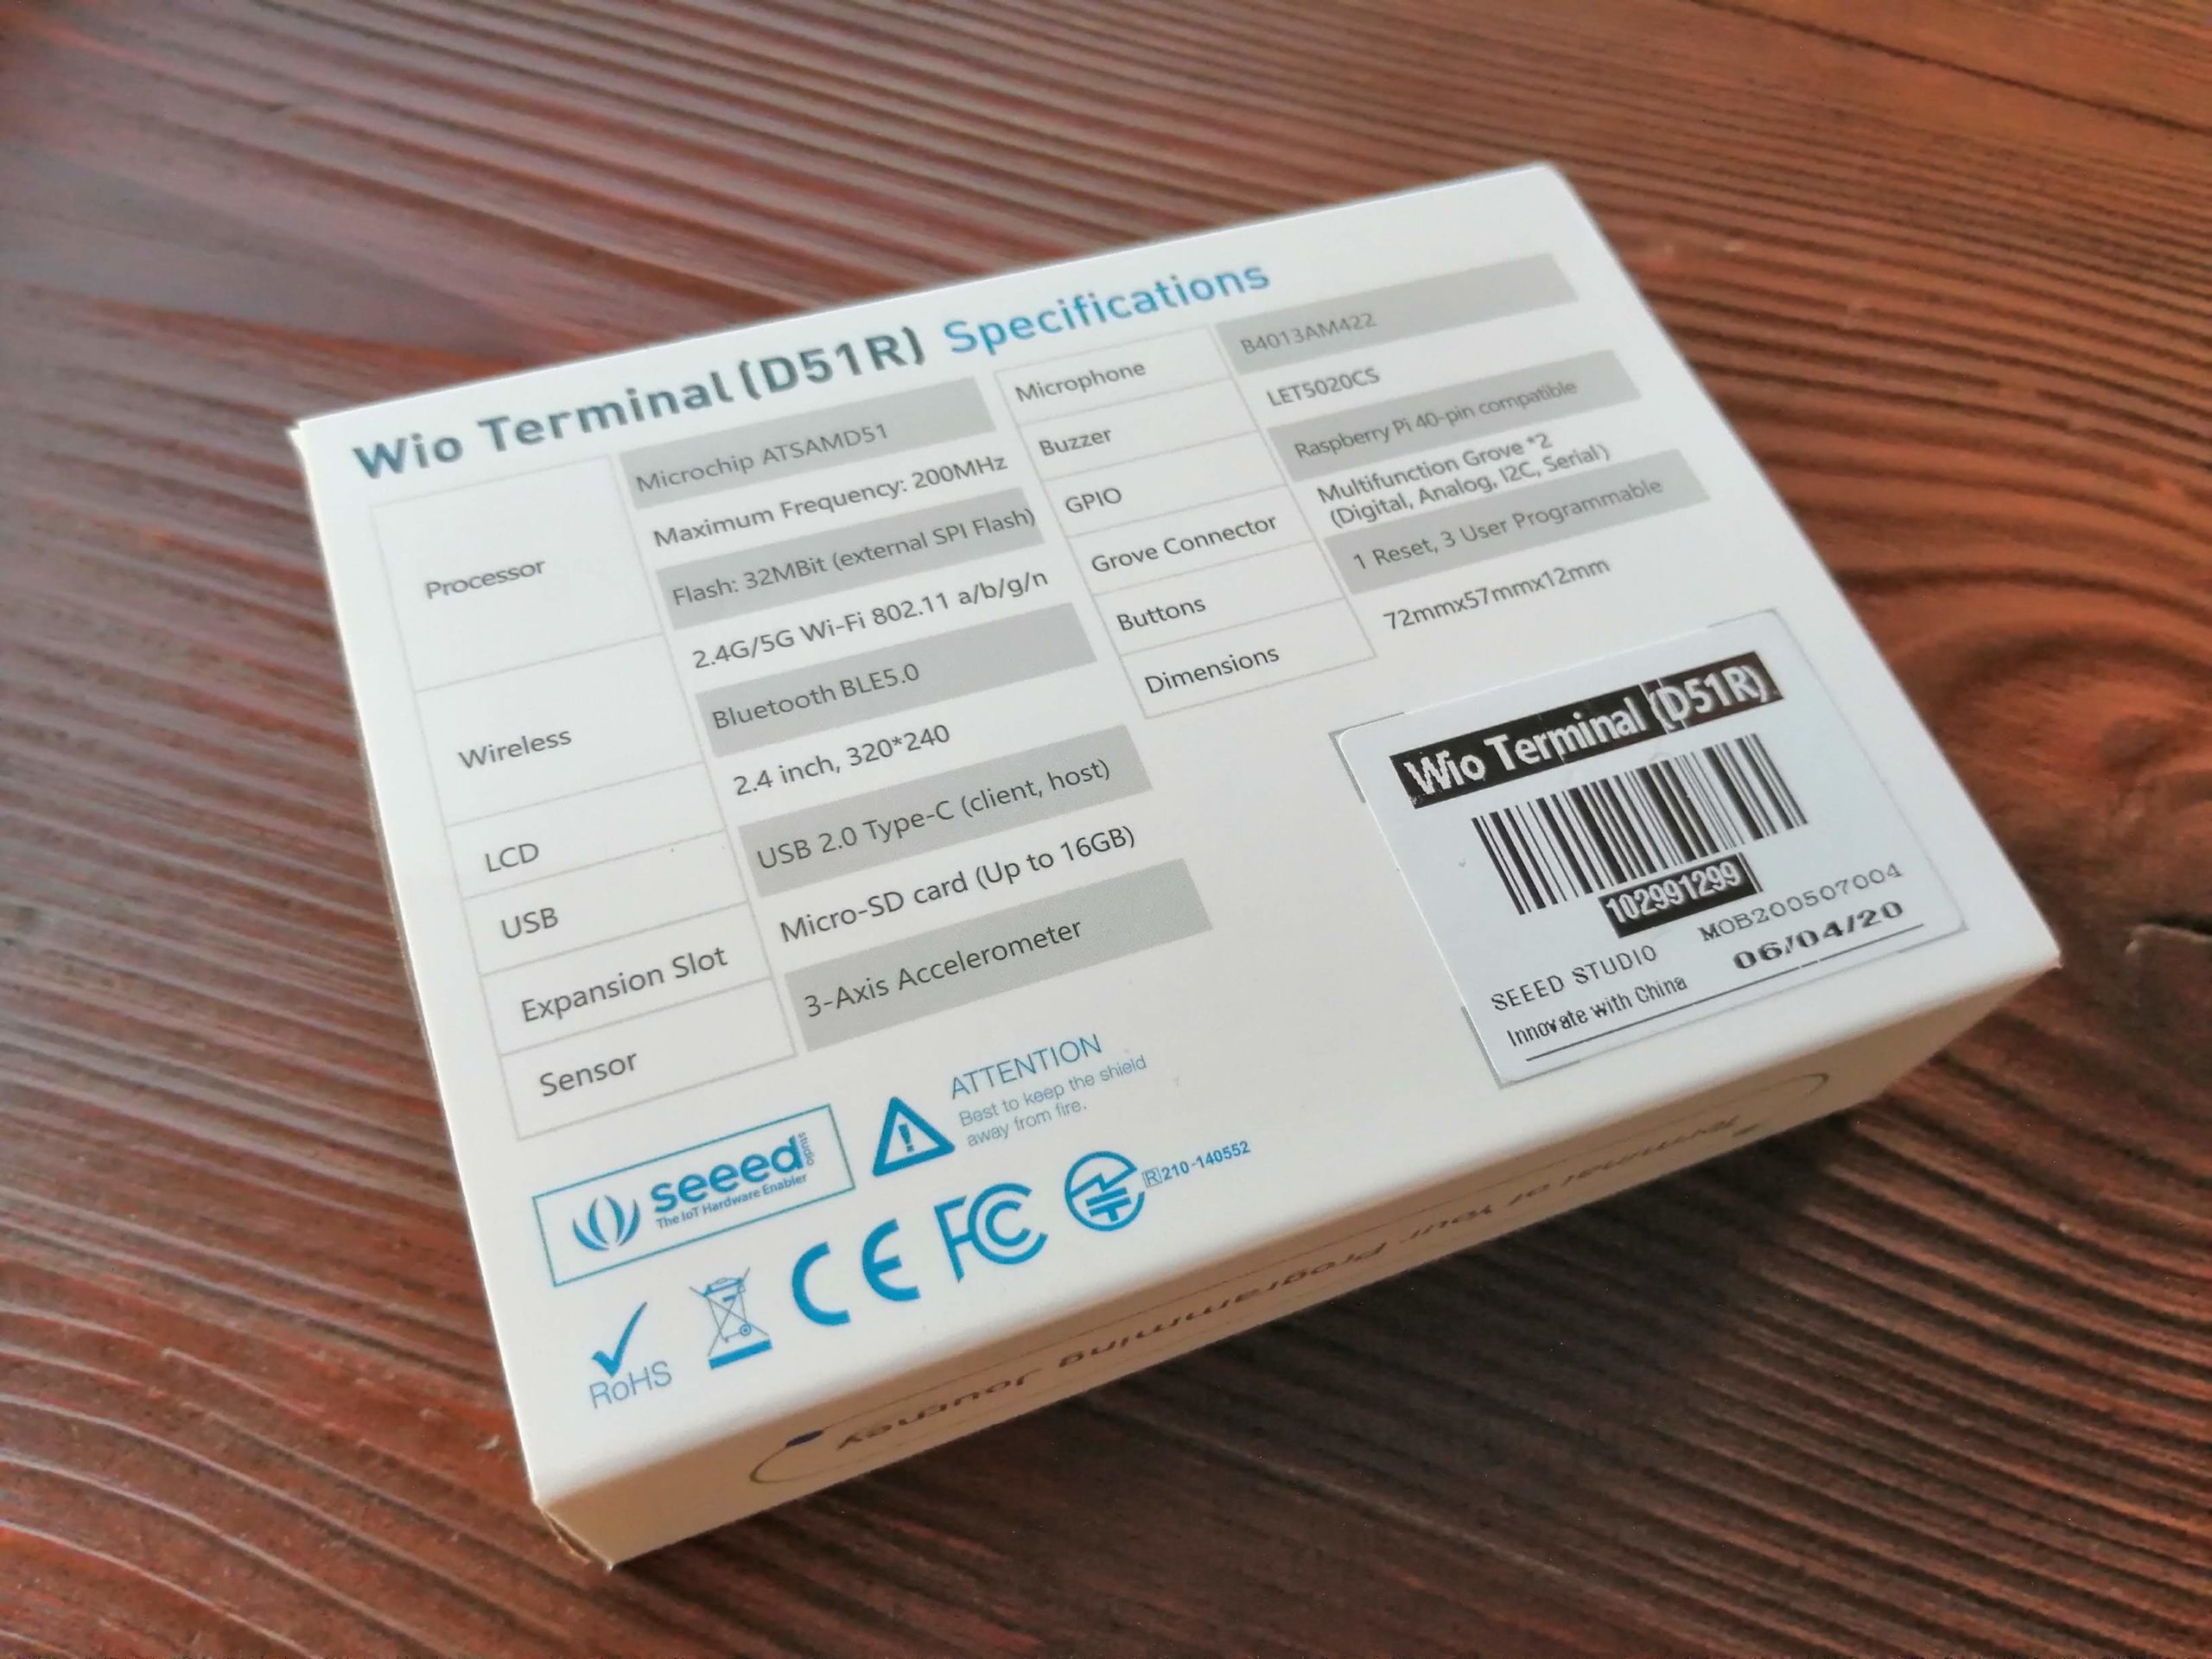 Wio Terminal (D51R) Specifications
Processor
Microchip ATSAMD51
Maximum Frequency: 200MHz
Flash: 32MBit (external SPI Flash)
Wireless
2.4G/5G Wi-Fi 802.11 a/b/g/n
Bluetooth BLE5.0
LCD
2.4 inch, 320*240
USB
USB 2.0 Type-C (client, host)
Expansion Slot
Micro-SD card (Up to 16GB)
Sensor
3-Axis Accelerometer
Microphone
B4013AM422
Buzzer
LET5020CS
GPIO
Raspberry Pi 40-pin compatible
Grove Connector
Multifunction Grove *2
(Digital, Analog, I2C, Serial)
Buttons
1 Reset, 3 User Programmable
Dimensions
72mmx57mmx12mm
Wio Terminal (D51R)
102991299
SEEED STUDIO MOB200507004
Innovate with China 06/04/20
seeed studio
The IoT Hardware Enabler
ATTENTION
Best to keep the shield
away from fire.
RoHS
CE
FC
R 210-140552
Terminal of Your Programming Journey